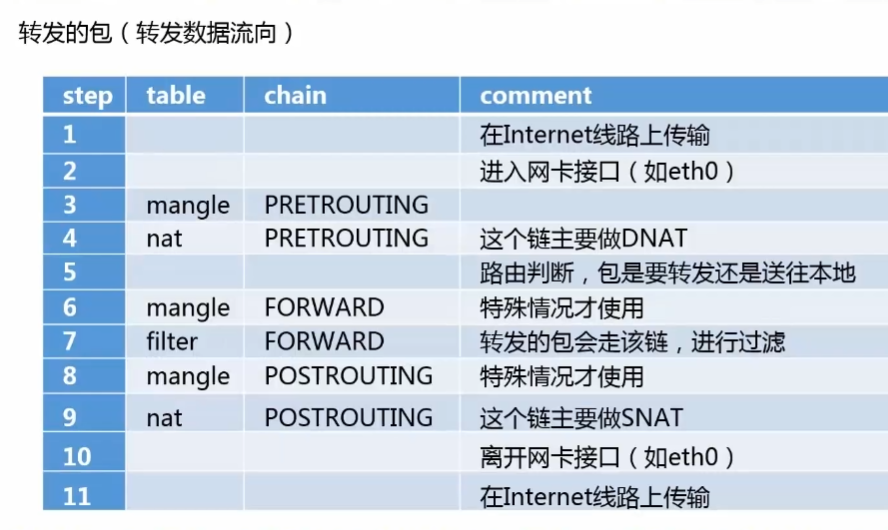 转发的包（转发数据流向）
step table chain comment
1 在Internet线路上传输
2 进入网卡接口（如eth0）
3 mangle PRETROUTING
4 nat PRETROUTING 这个链主要做DNAT
5 路由判断，包是要转发还是送往本地
6 mangle FORWARD 特殊情况才使用
7 filter FORWARD 转发的包会走该链，进行过滤
8 mangle POSTROUTING 特殊情况才使用
9 nat POSTROUTING 这个链主要做SNAT
10 离开网卡接口（如eth0）
11 在Internet线路上传输